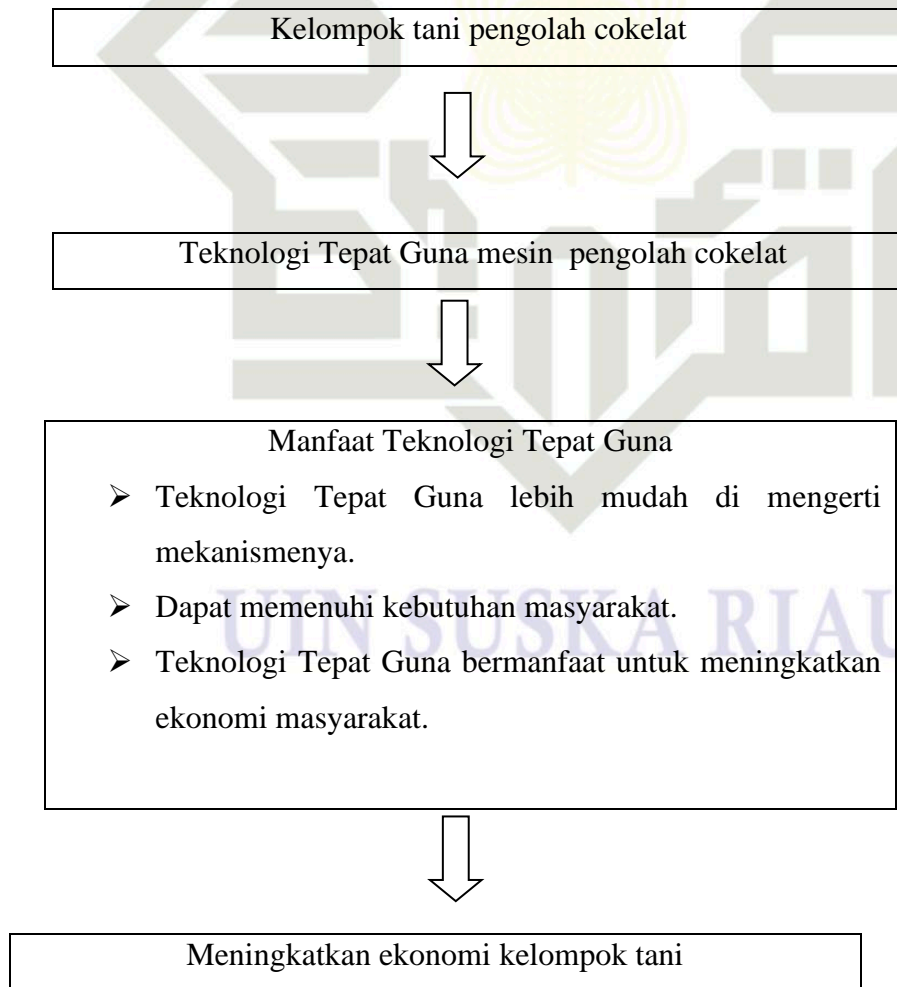 Kelompok tani pengolah cokelat
Teknologi Tepat Guna mesin pengolah cokelat
Manfaat Teknologi Tepat Guna
➢ Teknologi Tepat Guna lebih mudah di mengerti
mekanismenya.
➢ Dapat memenuhi kebutuhan masyarakat.
UIN SUSKA RIAU
➢ Teknologi Tepat Guna bermanfaat untuk meningkatkan
ekonomi masyarakat.
Meningkatkan ekonomi kelompok tani